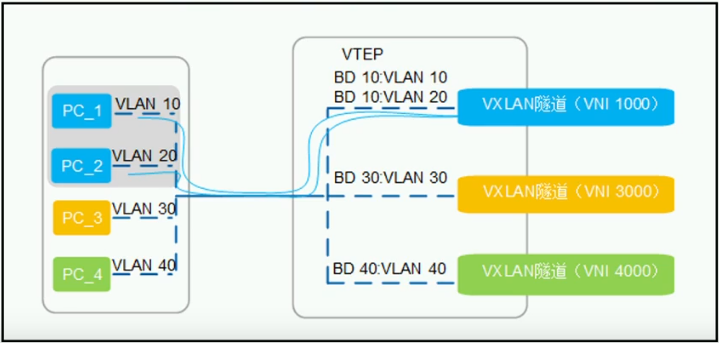 VTEP
BD 10:VLAN 10
BD 10:VLAN 20
PC_1
VLAN 10
VXLAN隧道（VNI 1000）
PC_2
VLAN 20
BD 30:VLAN 30
VXLAN隧道（VNI 3000）
PC_3
VLAN 30
PC_4
VLAN 40
BD 40:VLAN 40
VXLAN隧道（VNI 4000）